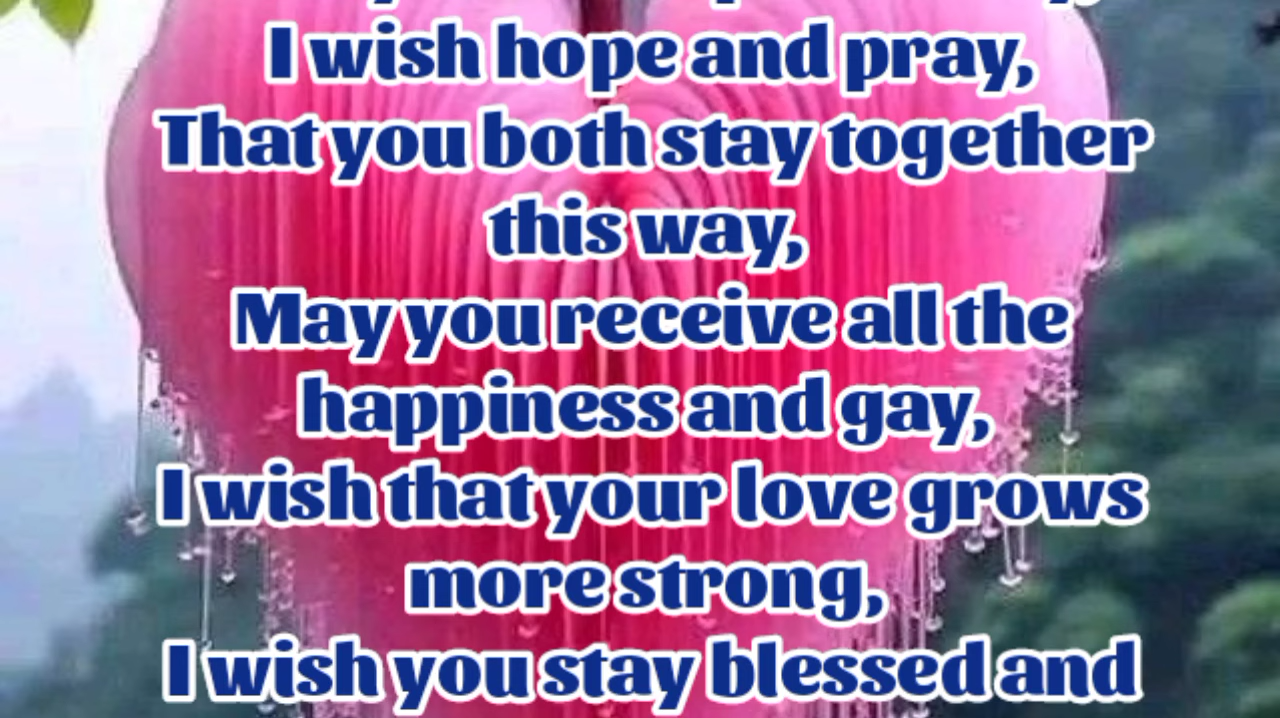 I wish hope and pray,
That you both stay together
this way,
May you receive all the
happiness and gay,
I wish that your love grows
more strong,
I wish you stay blessed and